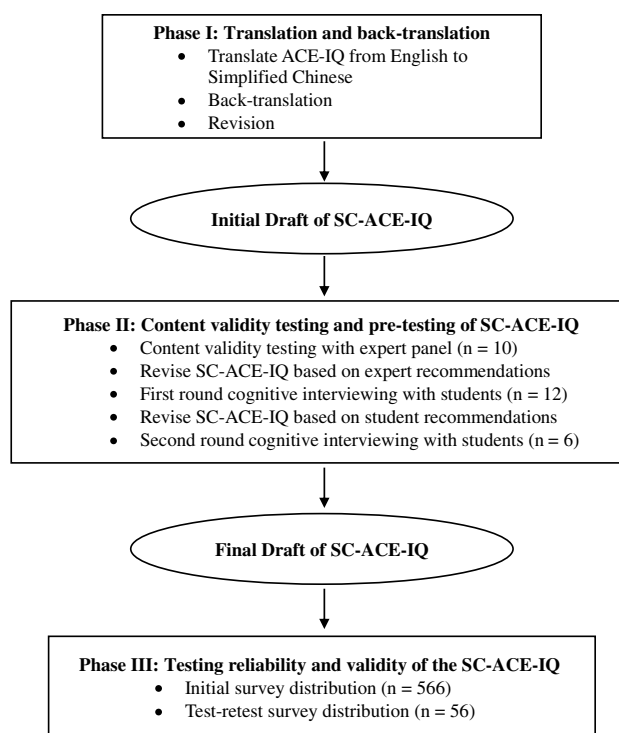 Phase I: Translation and back-translation
• Translate ACE-IQ from English to
Simplified Chinese
• Back-translation
• Revision
Initial Draft of SC-ACE-IQ
Phase II: Content validity testing and pre-testing of SC-ACE-IQ
• Content validity testing with expert panel (n = 10)
• Revise SC-ACE-IQ based on expert recommendations
• First round cognitive interviewing with students (n = 12)
• Revise SC-ACE-IQ based on student recommendations
• Second round cognitive interviewing with students (n = 6)
Final Draft of SC-ACE-IQ
Phase III: Testing reliability and validity of the SC-ACE-IQ
• Initial survey distribution (n = 566)
• Test-retest survey distribution (n = 56)